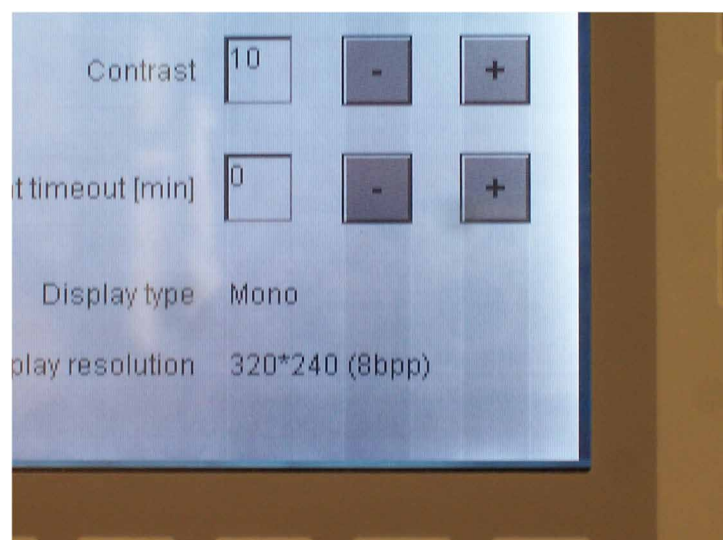 Contrast 10 - +
t timeout [min] 0 - +
Display type Mono
play resolution 320*240 (8bpp)